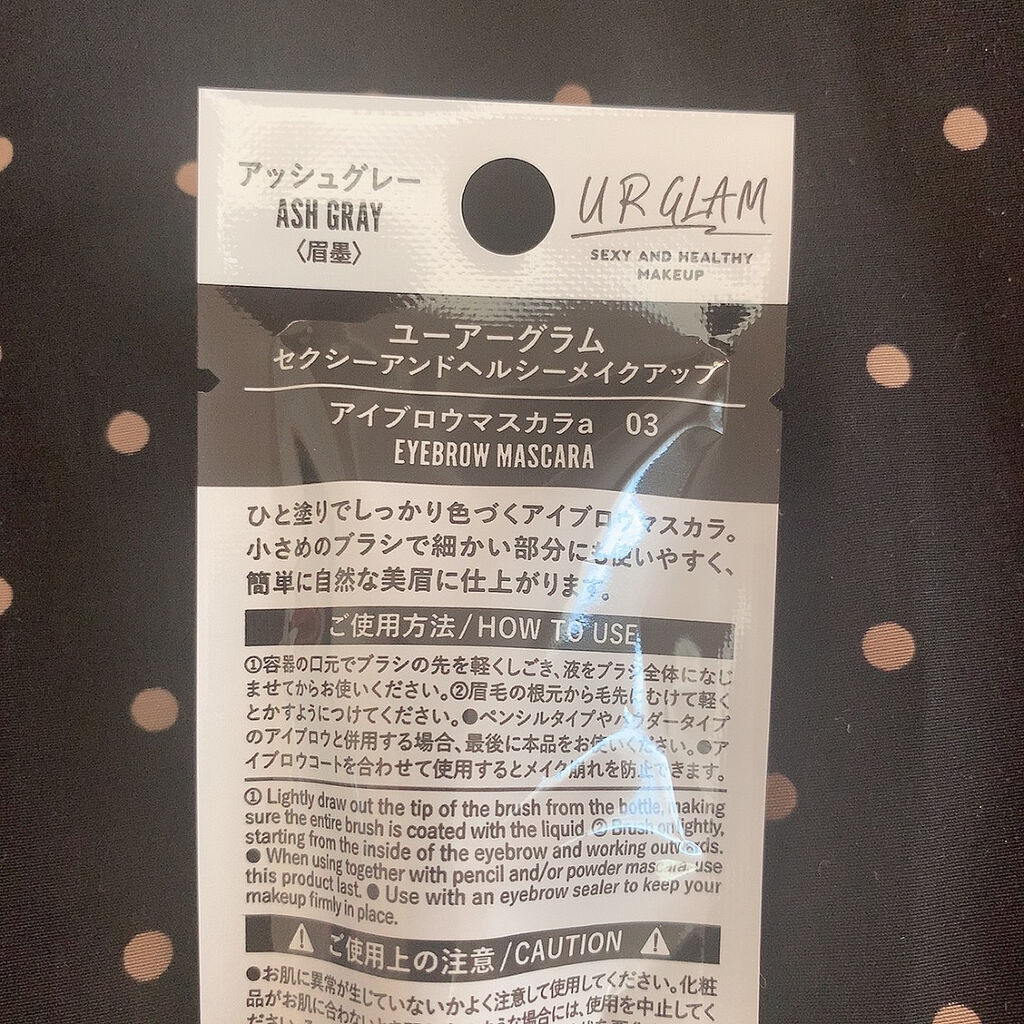 アッシュグレー
ASH GRAY
〈眉墨〉
UR GLAM
SEXY AND HEALTHY
MAKEUP
ユーアーグラム
セクシーアンドヘルシーメイクアップ
アイブロウマスカラa 03
EYEBROW MASCARA
ひと塗りでしっかり色づくアイブロウマスカラ。
小さめのブラシで細かい部分にも使いやすく、
簡単に自然な美眉に仕上がります。
ご使用方法/HOW TO USE
①容器の口元でブラシの先を軽くしごき、液をブラシ全体になじ
ませてからお使いください。②眉毛の根元から毛先にむけて軽く
とかすようにつけてください。●ペンシルタイプやパウダータイプ
のアイブロウと併用する場合、最後に本品をお使いください。●ア
イブロウコートを合わせて使用するとメイク崩れを防止できます。
① Lightly draw out the tip of the brush from the bottle, making
sure the entire brush is coated with the liquid. ② Brush on lightly,
starting from the inside of the eyebrow and working outwards.
● When using together with pencil and/or powder mascara, use
this product last. ● Use with an eyebrow sealer to keep your
makeup firmly in place.
ご使用上の注意/CAUTION
●お肌に異常が生じていないかよく注意して使用してください。化粧
品がお肌に合わないとき
ような場合には、使用を中止してく
ださい。